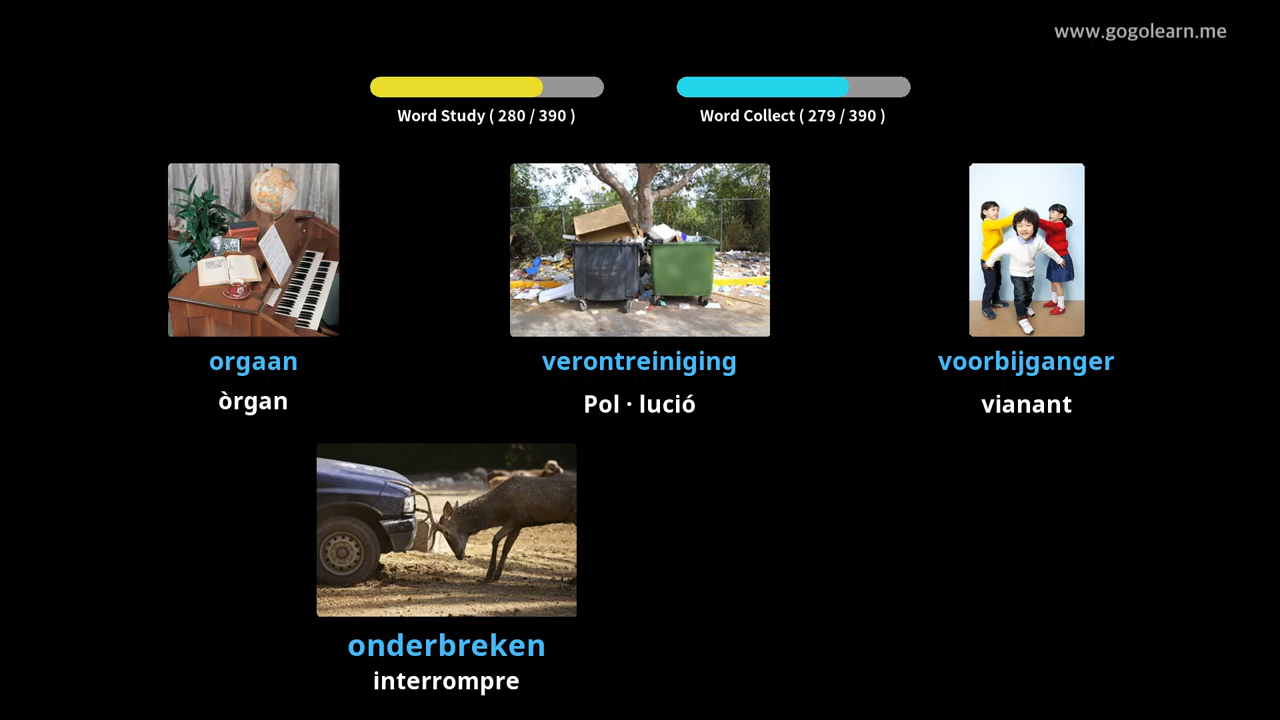 www.gogolearn.me
Word Study ( 280 / 390 )
Word Collect ( 279 / 390 )
orgaan
òrgan
verontreiniging
Pol · lució
voorbijganger
vianant
onderbreken
interrompre